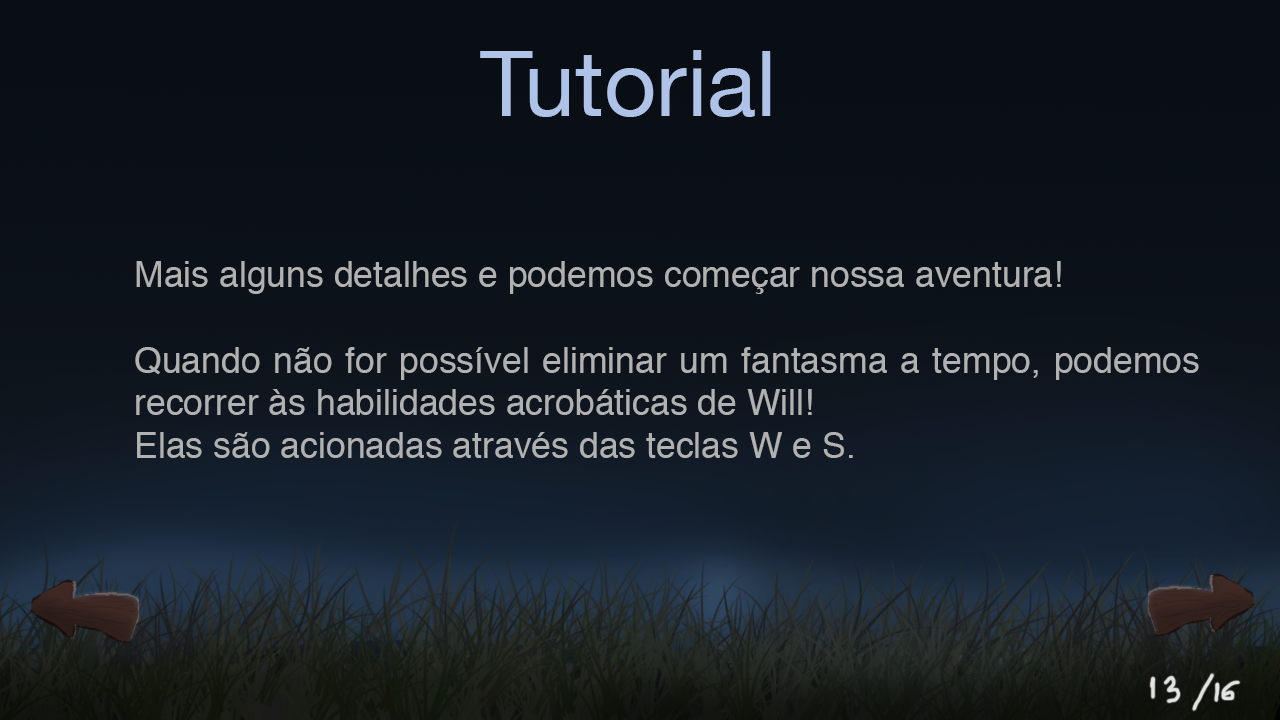 Tutorial
Mais alguns detalhes e podemos começar nossa aventura!
Quando não for possível eliminar um fantasma a tempo, podemos
recorrer às habilidades acrobáticas de Will!
Elas são acionadas através das teclas W e S.
13 /16